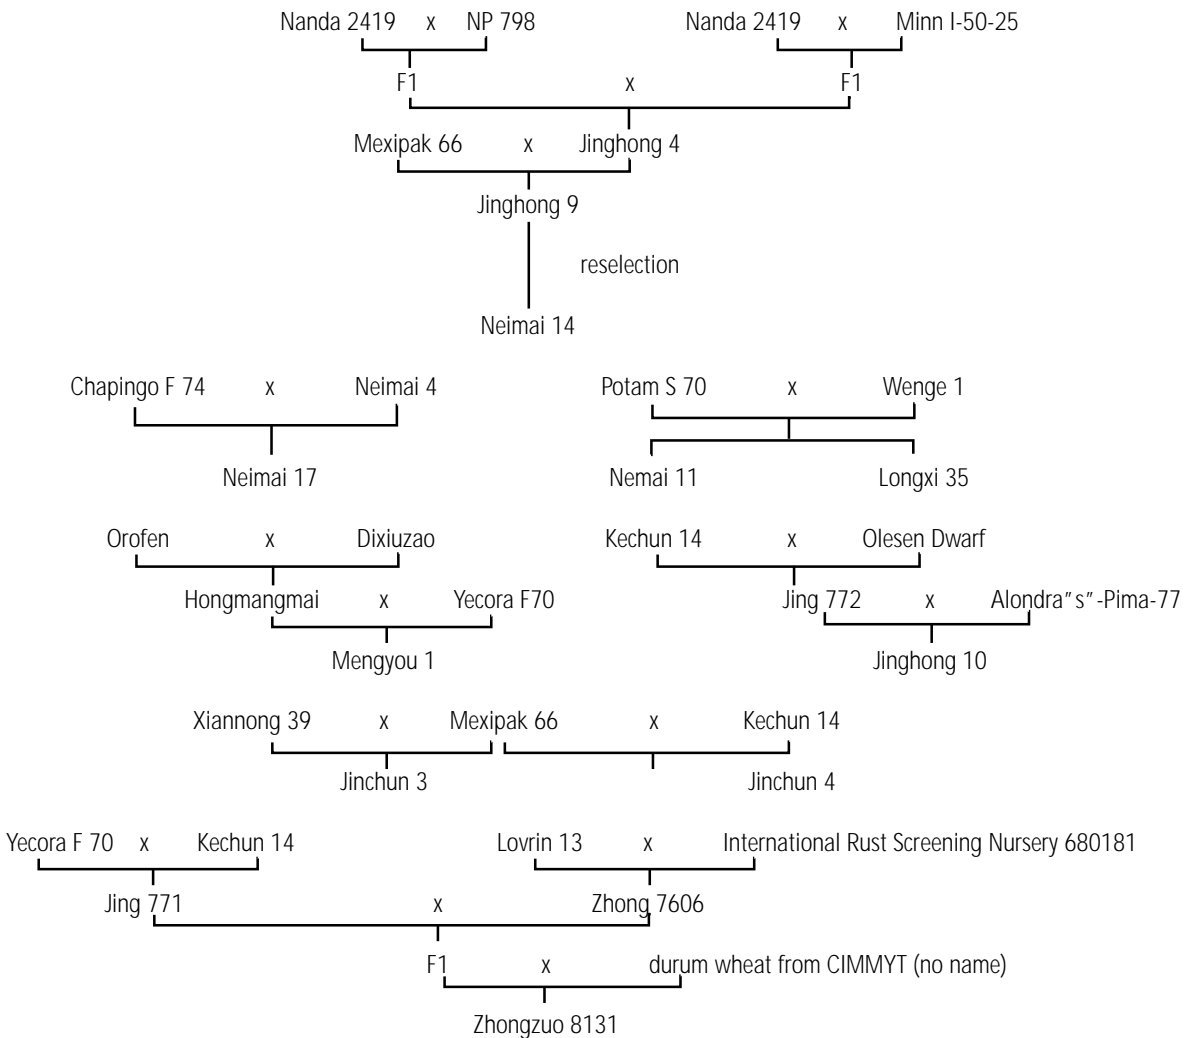 Nanda 2419 x NP 798 Nanda 2419 x Minn I-50-25
F1 x F1
Mexipak 66 x Jinghong 4
Jinghong 9
reselection
Neimai 14
Chapingo F 74 x Neimai 4 Potam S 70 x Wenge 1
Neimai 17 Nemai 11 Longxi 35
Orofen x Dixiuzao Kechun 14 x Olesen Dwarf
Hongmangmai x Yecora F70 Jing 772 x Alondra"s"-Pima-77
Mengyou 1 Jinghong 10
Xiannong 39 x Mexipak 66 x Kechun 14
Jinchun 3 Jinchun 4
Yecora F 70 x Kechun 14 Lovrin 13 x International Rust Screening Nursery 680181
Jing 771 x Zhong 7606
F1 x durum wheat from CIMMYT (no name)
Zhongzuo 8131